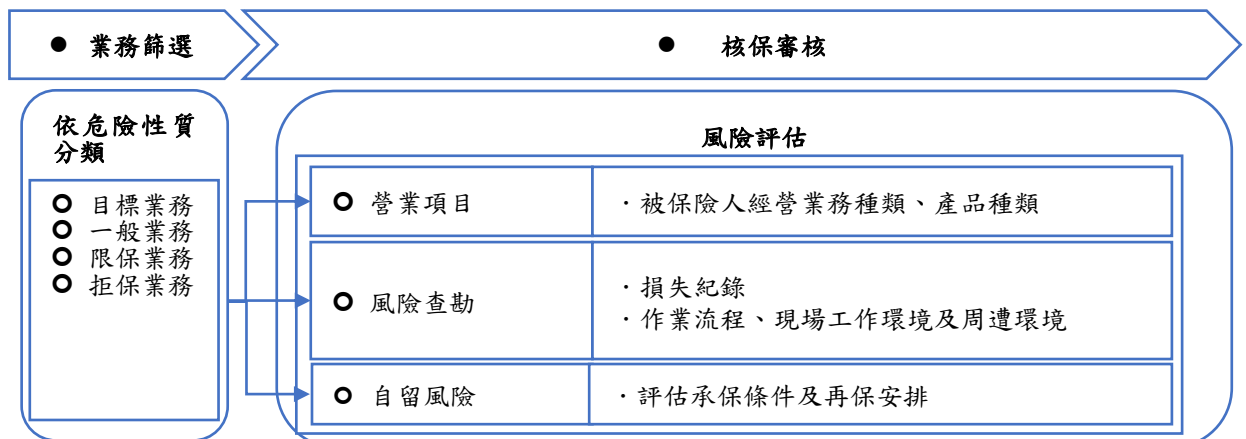 ● 業務篩選
● 核保審核
依危險性質
分類
目標業務
一般業務
限保業務
拒保業務
風險評估
營業項目
．被保險人經營業務種類、產品種類
風險查勘
．損失紀錄
．作業流程、現場工作環境及周遭環境
自留風險
．評估承保條件及再保安排